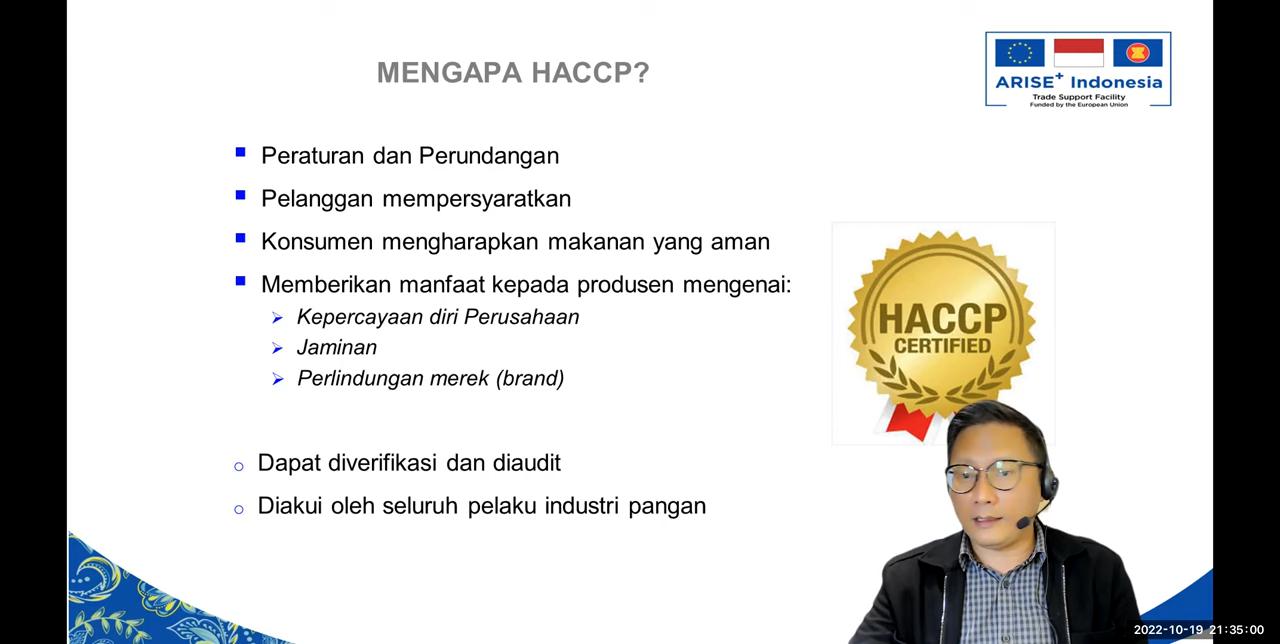 MENGAPA HACCP?
ARISE+ Indonesia
Trade Support Facility
Funded by the European Union
Peraturan dan Perundangan
Pelanggan mempersyaratkan
Konsumen mengharapkan makanan yang aman
Memberikan manfaat kepada produsen mengenai:
Kepercayaan diri Perusahaan
Jaminan
Perlindungan merek (brand)
HACCP
CERTIFIED
Dapat diverifikasi dan diaudit
Diakui oleh seluruh pelaku industri pangan
2022-10-19 21:35:00